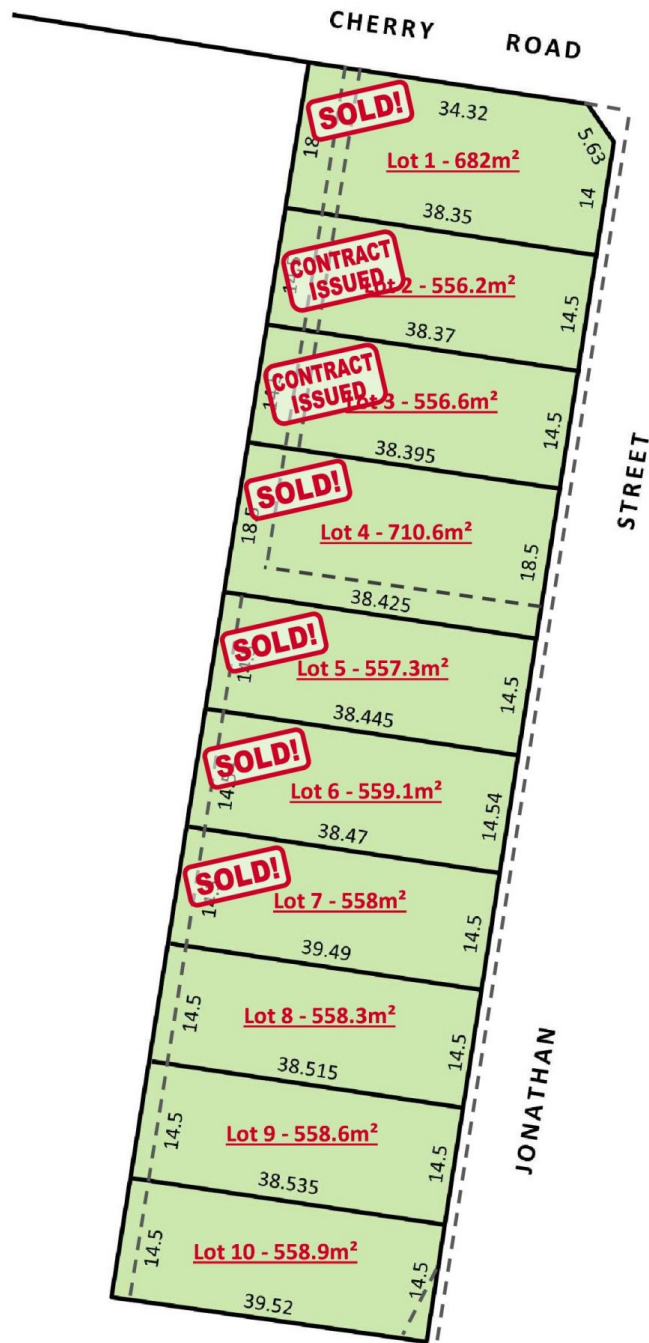 CHERRY ROAD
SOLD!
34.32
5.63
18
Lot 1 - 682m²
14
38.35
CONTRACT
ISSUED
Lot 2 - 556.2m²
14.5
38.37
CONTRACT
ISSUED
Lot 3 - 556.6m²
14.5
38.395
SOLD!
18.5
Lot 4 - 710.6m²
18.5
38.425
STREET
SOLD!
Lot 5 - 557.3m²
14.5
38.445
SOLD!
14.5
Lot 6 - 559.1m²
14.54
38.47
SOLD!
Lot 7 - 558m²
14.5
39.49
14.5
Lot 8 - 558.3m²
14.5
38.515
JONATHAN
14.5
Lot 9 - 558.6m²
14.5
38.535
14.5
Lot 10 - 558.9m²
14.5
39.52